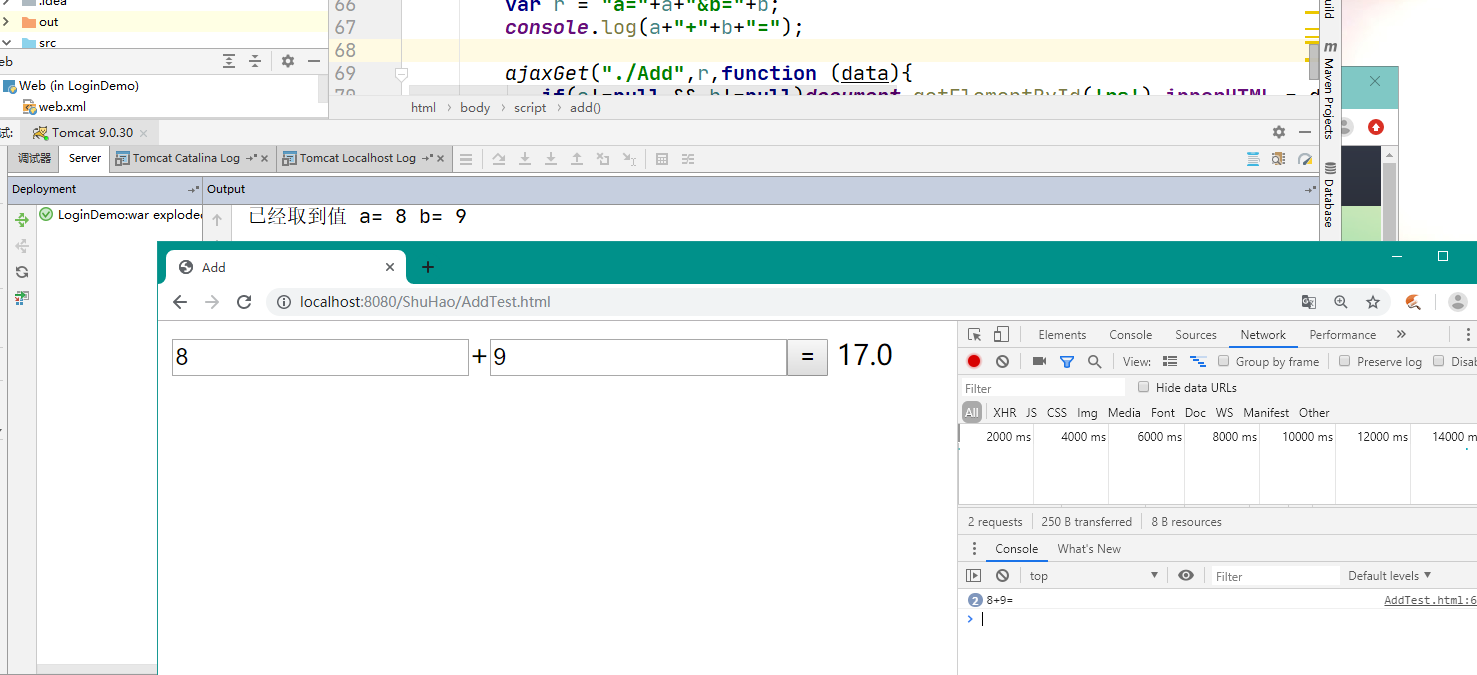 .idea
out
src
eb
Web (in LoginDemo)
web.xml
66 var r = "a="+a+"&b="+b;
67 console.log(a+"+"+b+"=");
68
69 ajaxGet("./Add",r,function (data){
html body script add()
Maven Projects
Database
试: Tomcat 9.0.30
调试器 Server Tomcat Catalina Log Tomcat Localhost Log
Deployment Output
LoginDemo:war exploded
已经取到值 a= 8 b= 9
Add
localhost:8080/ShuHao/AddTest.html
8 + 9 = 17.0
Elements Console Sources Network Performance »
View: Group by frame Preserve log Disab
Filter Hide data URLs
All XHR JS CSS Img Media Font Doc WS Manifest Other
2000 ms 4000 ms 6000 ms 8000 ms 10000 ms 12000 ms 14000 m
2 requests 250 B transferred 8 B resources
Console What's New
top Filter Default levels ▼
2 8+9= AddTest.html:6